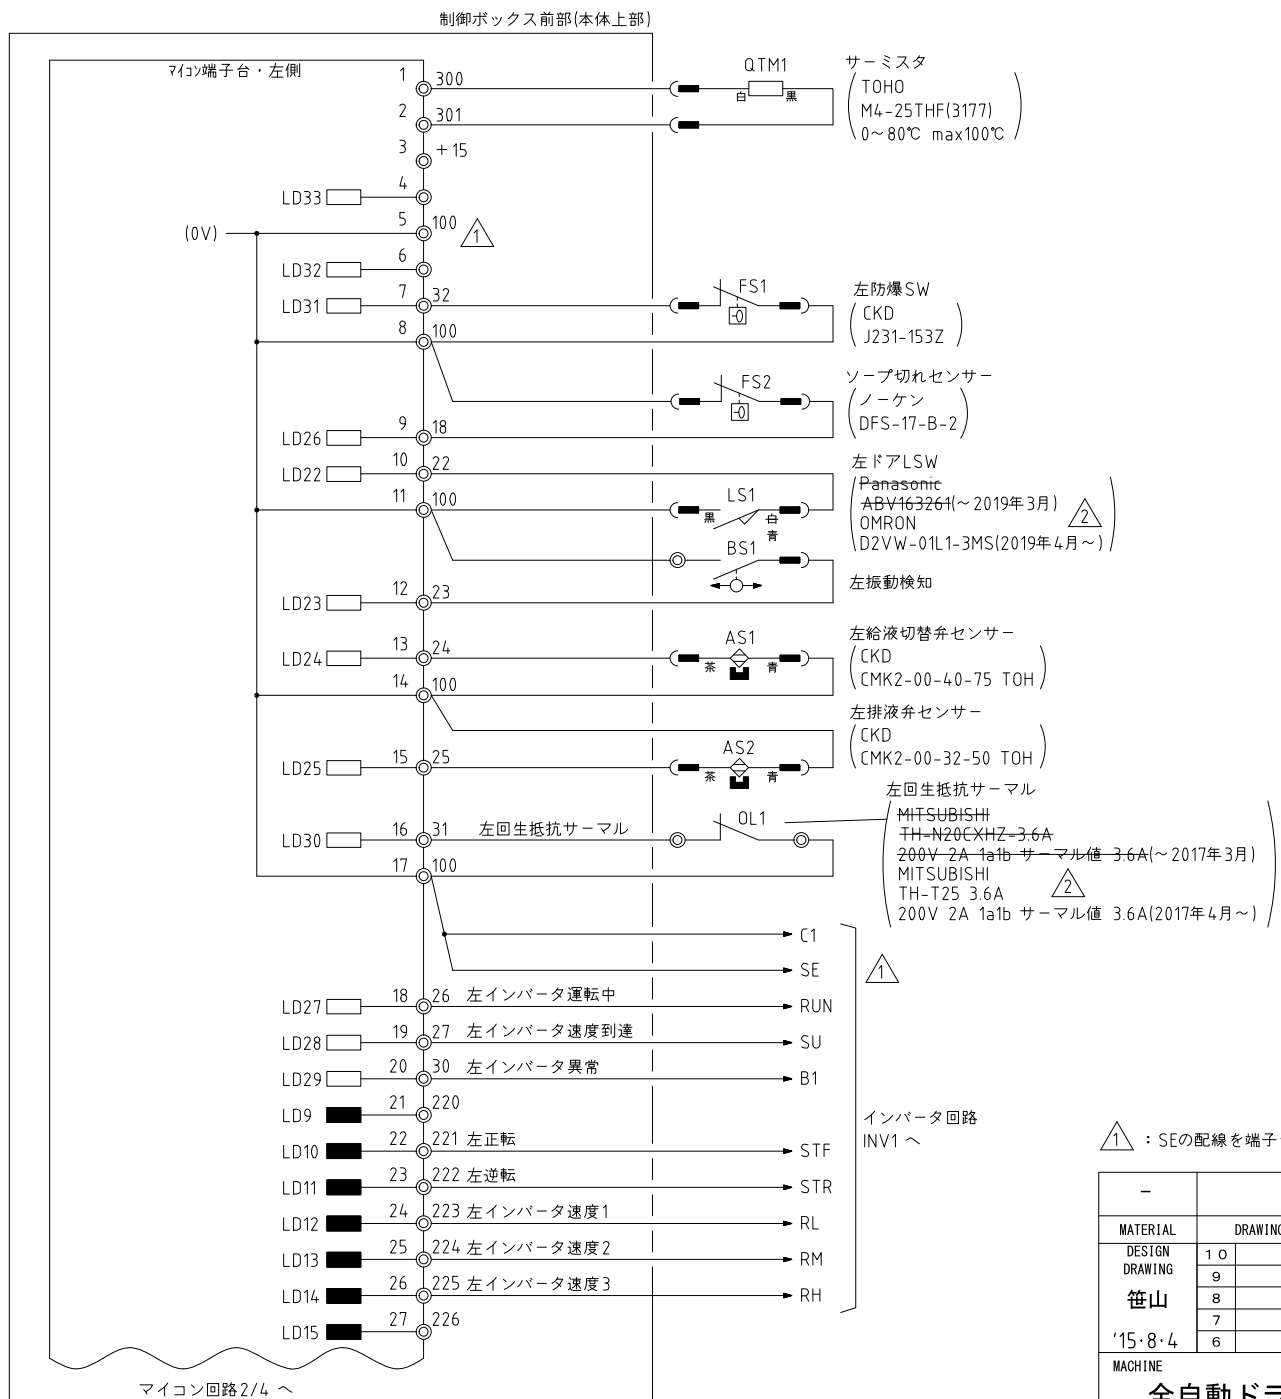 制御ボックス前部(本体上部)
マイコン端子台・左側
1 300
QTM1
白 黒
サーミスタ
TOHO
M4-25THF(3177)
0～80℃ max100℃
2 301
3 +15
LD33 4
(0V) 5 100 1
LD32 6
LD31 7 32
FS1
左防爆SW
CKD
J231-153Z
8 100
FS2
ソープ切れセンサー
ノーケン
DFS-17-B-2
LD26 9 18
LD22 10 22
左ドアLSW
Panasonic
ABV163261(～2019年3月)
OMRON
D2VW-01L1-3MS(2019年4月～)
2
11 100
LS1
黒 白
青
BS1
左振動検知
LD23 12 23
LD24 13 24
AS1
茶 青
左給液切替弁センサー
CKD
CMK2-00-40-75 TOH
14 100
左排液弁センサー
CKD
CMK2-00-32-50 TOH
LD25 15 25
AS2
茶 青
左回生抵抗サーマル
MITSUBISHI
TH-N20CXHZ-3.6A
200V 2A 1a1b サーマル値 3.6A(～2017年3月)
MITSUBISHI
TH-T25 3.6A
200V 2A 1a1b サーマル値 3.6A(2017年4月～)
2
LD30 16 31 左回生抵抗サーマル OL1
17 100
C1
SE
1
LD27 18 26 左インバータ運転中 RUN
LD28 19 27 左インバータ速度到達 SU
LD29 20 30 左インバータ異常 B1
LD9 21 220
インバータ回路
INV1 へ
LD10 22 221 左正転 STF
LD11 23 222 左逆転 STR
LD12 24 223 左インバータ速度1 RL
LD13 25 224 左インバータ速度2 RM
LD14 26 225 左インバータ速度3 RH
LD15 27 226
マイコン回路2/4 へ
1 : SEの配線を端子
-
MATERIAL DRAWING
DESIGN
DRAWING
笹山
'15・8・4
10
9
8
7
6
MACHINE
全自動ドラ